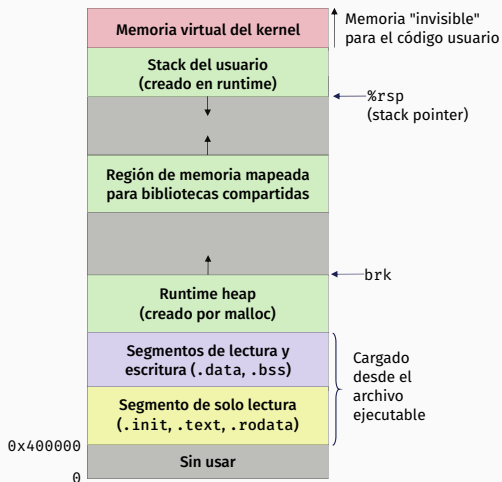 Memoria virtual del kernel
Memoria "invisible"
para el código usuario
Stack del usuario
(creado en runtime)
%rsp
(stack pointer)
Región de memoria mapeada
para bibliotecas compartidas
brk
Runtime heap
(creado por malloc)
Segmentos de lectura y
escritura (.data, .bss)
Cargado
desde el
archivo
ejecutable
Segmento de solo lectura
(.init, .text, .rodata)
0x400000
Sin usar
0